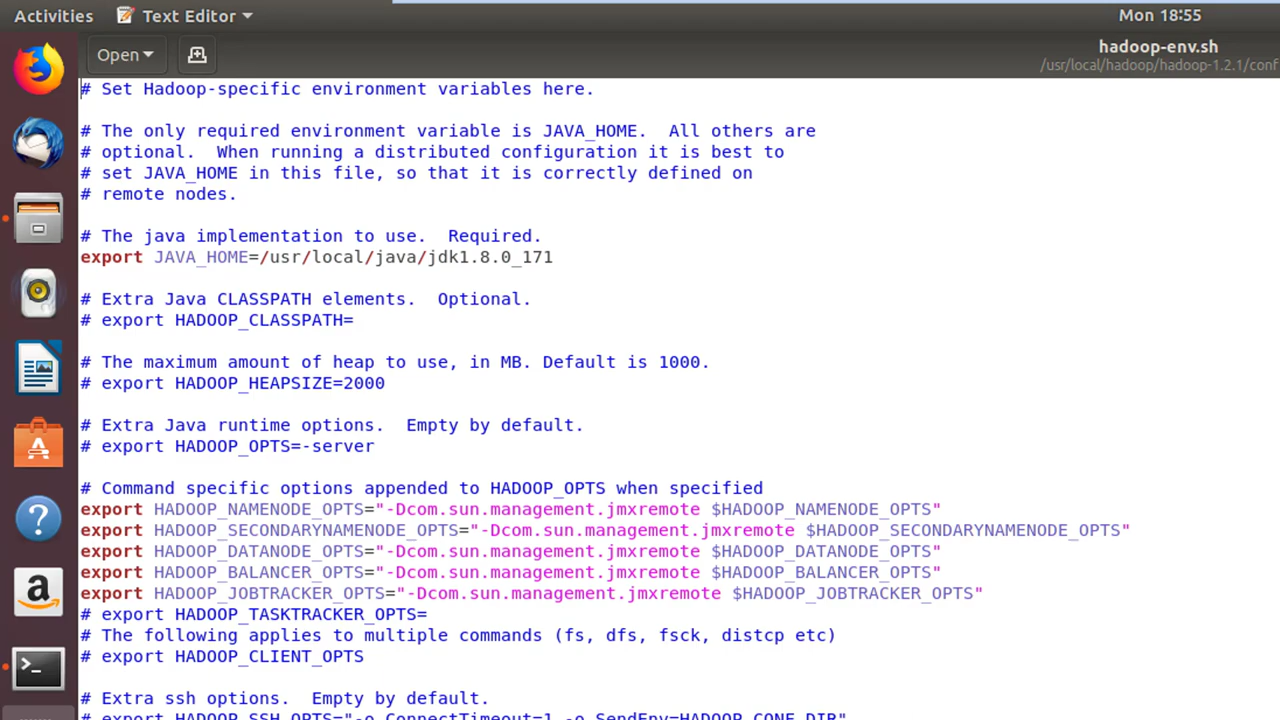 Activities Text Editor Mon 18:55
Open hadoop-env.sh
/usr/local/hadoop/hadoop-1.2.1/conf
# Set Hadoop-specific environment variables here.
# The only required environment variable is JAVA_HOME.  All others are
# optional.  When running a distributed configuration it is best to
# set JAVA_HOME in this file, so that it is correctly defined on
# remote nodes.
# The java implementation to use.  Required.
export JAVA_HOME=/usr/local/java/jdk1.8.0_171
# Extra Java CLASSPATH elements.  Optional.
# export HADOOP_CLASSPATH=
# The maximum amount of heap to use, in MB. Default is 1000.
# export HADOOP_HEAPSIZE=2000
# Extra Java runtime options.  Empty by default.
# export HADOOP_OPTS=-server
# Command specific options appended to HADOOP_OPTS when specified
export HADOOP_NAMENODE_OPTS="-Dcom.sun.management.jmxremote $HADOOP_NAMENODE_OPTS"
export HADOOP_SECONDARYNAMENODE_OPTS="-Dcom.sun.management.jmxremote $HADOOP_SECONDARYNAMENODE_OPTS"
export HADOOP_DATANODE_OPTS="-Dcom.sun.management.jmxremote $HADOOP_DATANODE_OPTS"
export HADOOP_BALANCER_OPTS="-Dcom.sun.management.jmxremote $HADOOP_BALANCER_OPTS"
export HADOOP_JOBTRACKER_OPTS="-Dcom.sun.management.jmxremote $HADOOP_JOBTRACKER_OPTS"
# export HADOOP_TASKTRACKER_OPTS=
# The following applies to multiple commands (fs, dfs, fsck, distcp etc)
# export HADOOP_CLIENT_OPTS
# Extra ssh options.  Empty by default.
# export HADOOP_SSH_OPTS="-o ConnectTimeout=1 -o SendEnv=HADOOP_CONF_DIR"